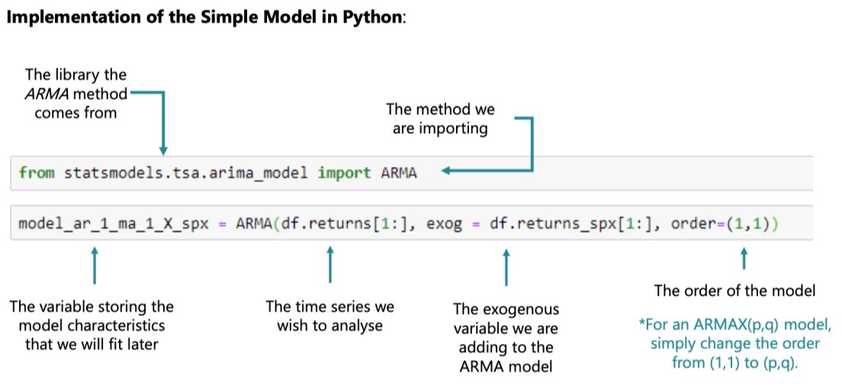 Implementation of the Simple Model in Python:
The library the
ARMA method
comes from
The method we
are importing
from statsmodels.tsa.arima_model import ARMA
model_ar_1_ma_1_X_spx = ARMA(df.returns[1:], exog = df.returns_spx[1:], order=(1,1))
The variable storing the
model characteristics
that we will fit later
The time series we
wish to analyse
The exogenous
variable we are
adding to the
ARMA model
The order of the model
*For an ARMAX(p,q) model,
simply change the order
from (1,1) to (p,q).